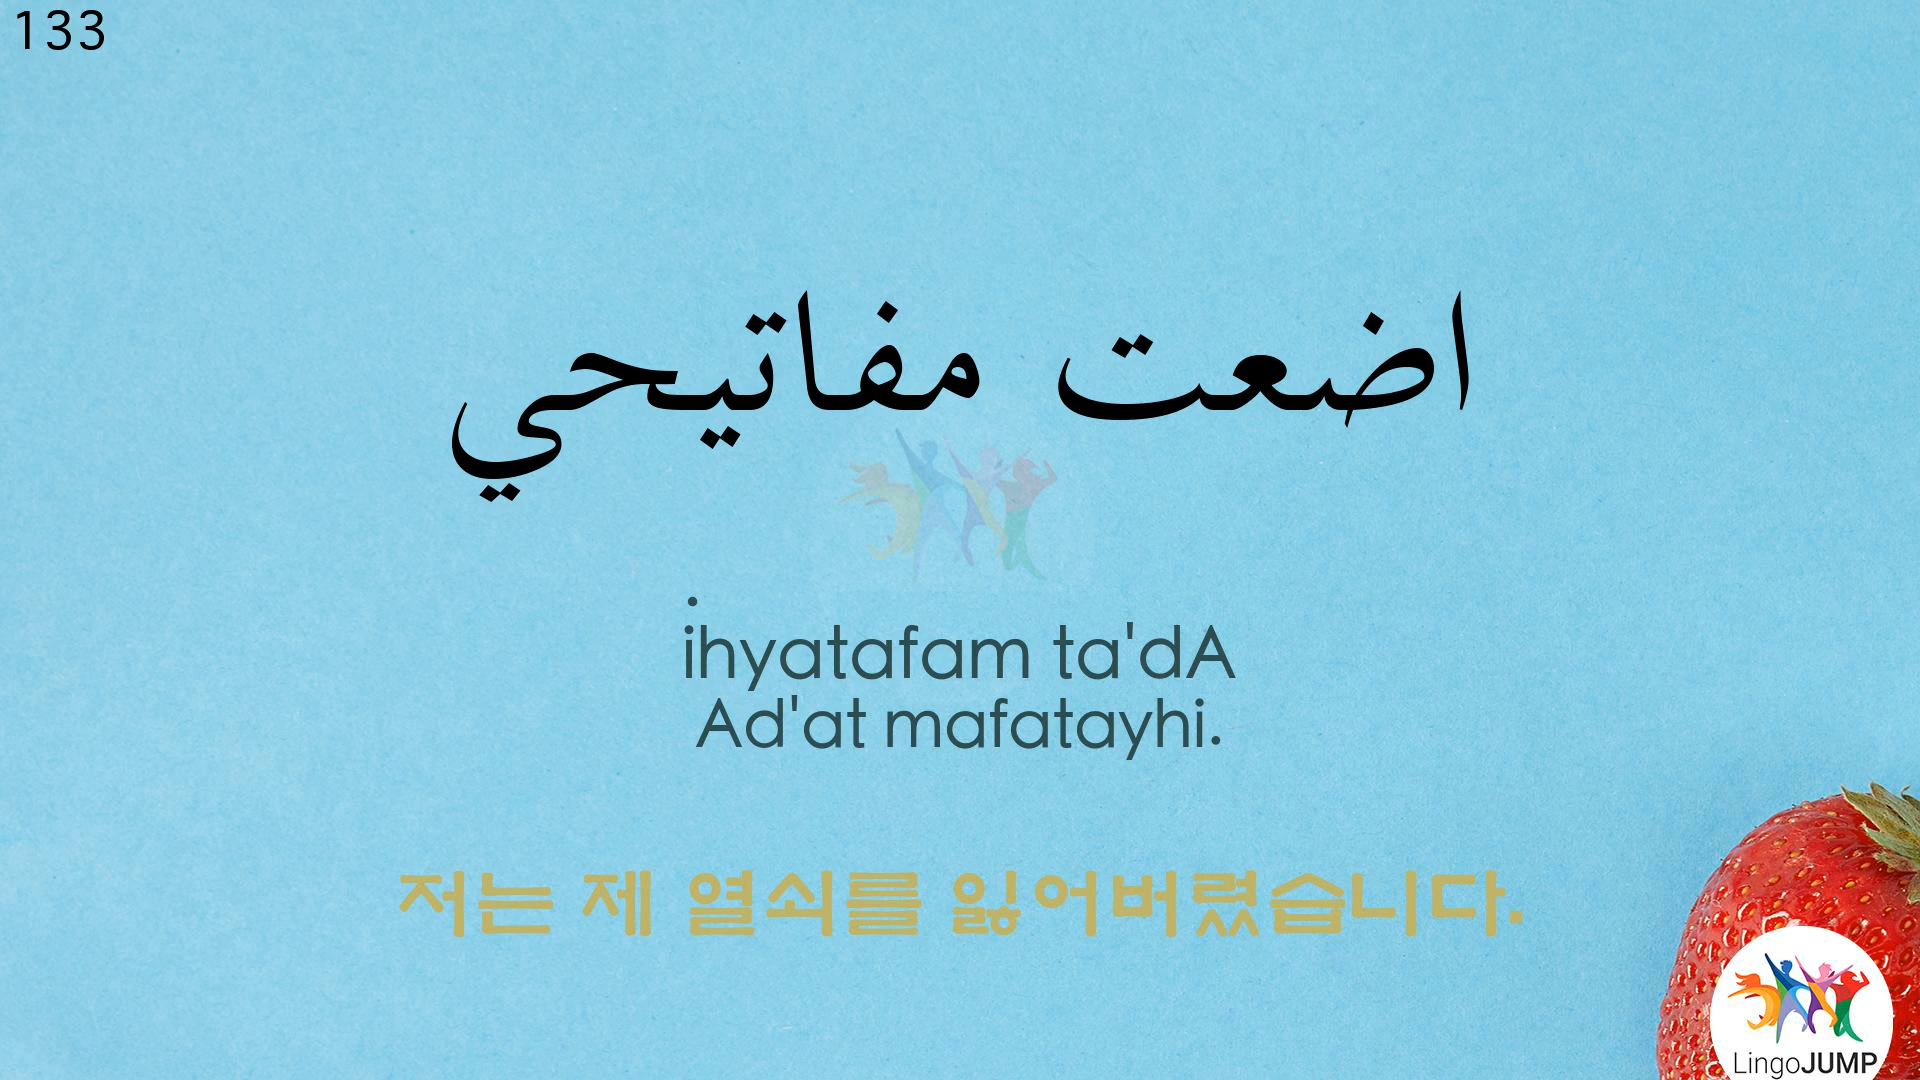 133
اضعت مفاتيحي
ihyatafam ta'dA
Ad'at mafatayhi.
저는 제 열쇠를 잃어버렸습니다.
LingoJUMP